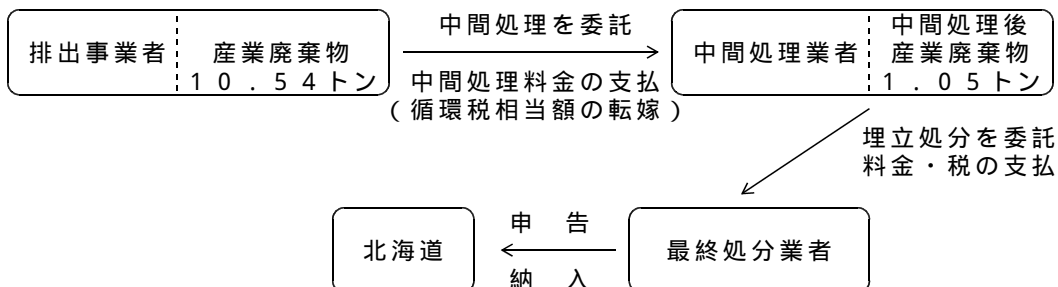 中間処理を委託
排出事業者
産業廃棄物
10.54トン
中間処理料金の支払
(循環税相当額の転嫁)
中間処理業者
中間処理後
産業廃棄物
1.05トン
埋立処分を委託
料金・税の支払
最終処分業者
申 告
納 入
北海道